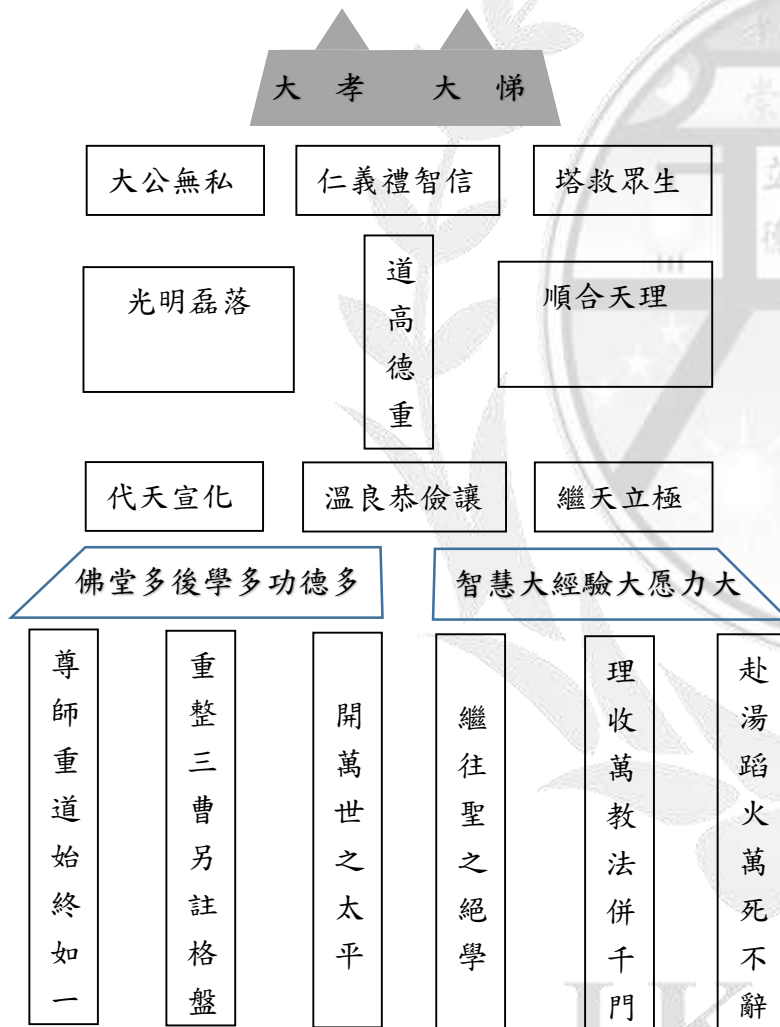 大孝 大悌
大公無私
仁義禮智信
塔救眾生
光明磊落
道高德重
順合天理
代天宣化
溫良恭儉讓
繼天立極
佛堂多後學多功德多
智慧大經驗大愿力大
尊師重道始終如一
重整三曹另註格盤
開萬世之太平
繼往聖之絕學
理收萬教法併千門
赴湯蹈火萬死不辭